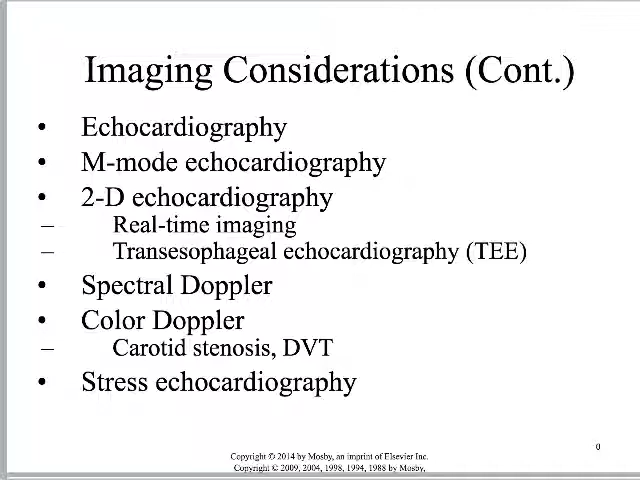 Imaging Considerations (Cont.)
• Echocardiography
• M-mode echocardiography
• 2-D echocardiography
– Real-time imaging
– Transesophageal echocardiography (TEE)
• Spectral Doppler
• Color Doppler
– Carotid stenosis, DVT
• Stress echocardiography
0
Copyright © 2014 by Mosby, an imprint of Elsevier Inc.
Copyright © 2009, 2004, 1998, 1994, 1988 by Mosby,